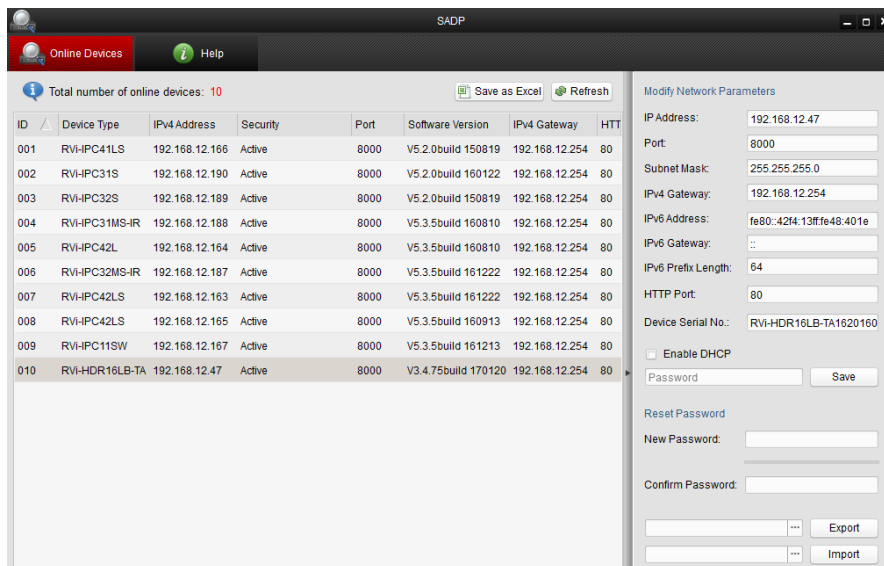 SADP
Online Devices Help
Total number of online devices: 10 Save as Excel Refresh
ID Device Type IPv4 Address Security Port Software Version IPv4 Gateway HTT
001 RVi-IPC41LS 192.168.12.166 Active 8000 V5.2.0build 150819 192.168.12.254 80
002 RVi-IPC31S 192.168.12.190 Active 8000 V5.2.0build 160122 192.168.12.254 80
003 RVi-IPC32S 192.168.12.189 Active 8000 V5.2.0build 150819 192.168.12.254 80
004 RVi-IPC31MS-IR 192.168.12.188 Active 8000 V5.3.5build 160810 192.168.12.254 80
005 RVi-IPC42L 192.168.12.164 Active 8000 V5.3.5build 160810 192.168.12.254 80
006 RVi-IPC32MS-IR 192.168.12.187 Active 8000 V5.3.5build 161222 192.168.12.254 80
007 RVi-IPC42LS 192.168.12.163 Active 8000 V5.3.5build 161222 192.168.12.254 80
008 RVi-IPC42LS 192.168.12.165 Active 8000 V5.3.5build 160913 192.168.12.254 80
009 RVi-IPC11SW 192.168.12.167 Active 8000 V5.3.5build 161213 192.168.12.254 80
010 RVi-HDR16LB-TA 192.168.12.47 Active 8000 V3.4.75build 170120 192.168.12.254 80
Modify Network Parameters
IP Address: 192.168.12.47
Port: 8000
Subnet Mask: 255.255.255.0
IPv4 Gateway: 192.168.12.254
IPv6 Address: fe80::42f4:13ff:fe48:401e
IPv6 Gateway: ::
IPv6 Prefix Length: 64
HTTP Port: 80
Device Serial No.: RVi-HDR16LB-TA1620160
Enable DHCP
Password Save
Reset Password
New Password:
Confirm Password:
... Export
... Import